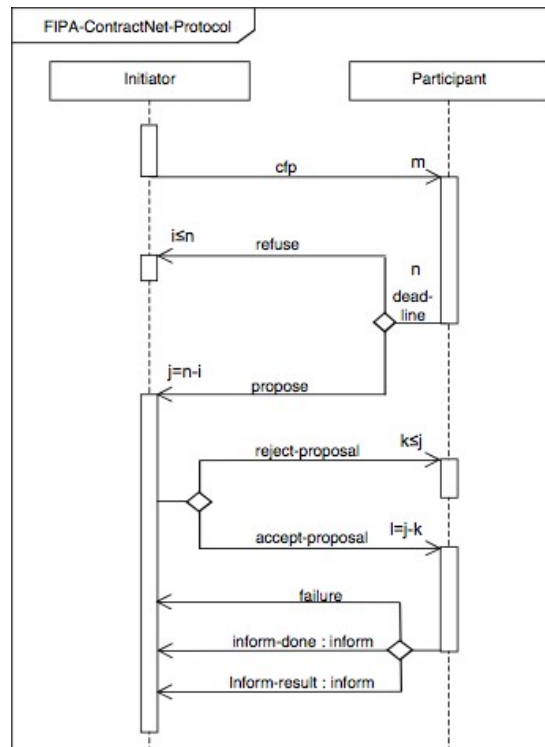 FIPA-ContractNet-Protocol
Initiator
Participant
cfp
m
i≤n
refuse
n
dead-
line
j=n-i
propose
reject-proposal
k≤j
accept-proposal
l=j-k
failure
inform-done : inform
Inform-result : inform